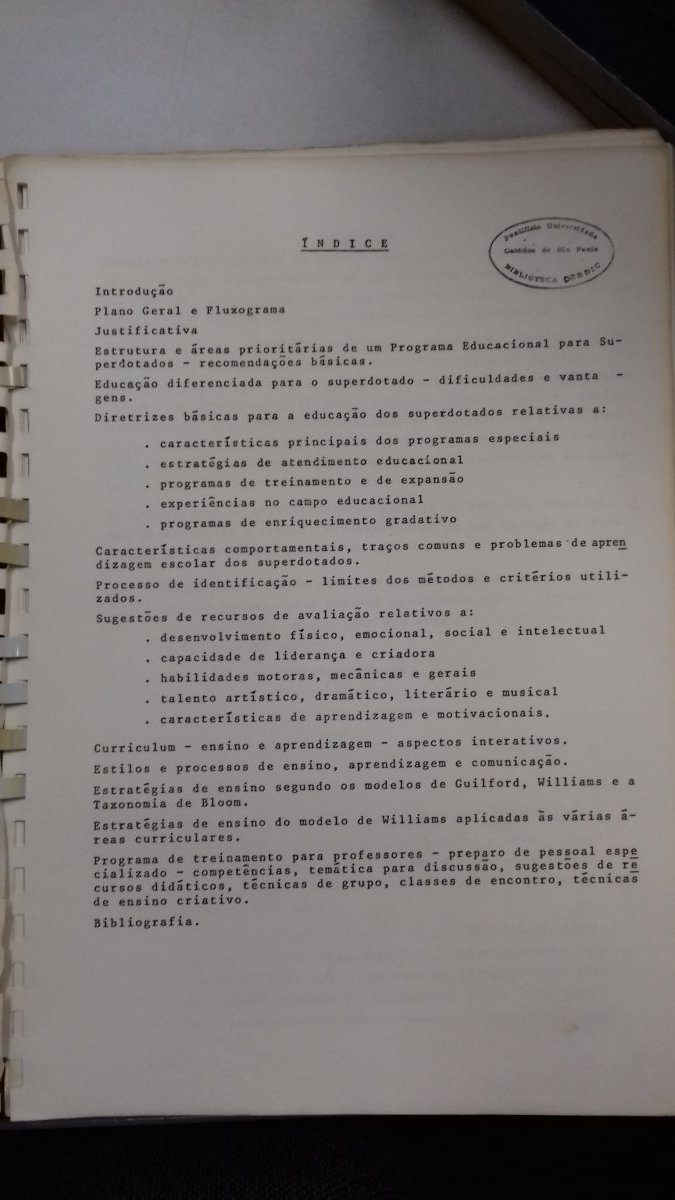 ÍNDICE
Pontifícia Universidade
Católica de São Paulo
BIBLIOTECA DERDIC
Introdução
Plano Geral e Fluxograma
Justificativa
Estrutura e áreas prioritárias de um Programa Educacional para Su-
perdotados - recomendações básicas.
Educação diferenciada para o superdotado - dificuldades e vanta -
gens.
Diretrizes básicas para a educação dos superdotados relativas a:
. características principais dos programas especiais
. estratégias de atendimento educacional
. programas de treinamento e de expansão
. experiências no campo educacional
. programas de enriquecimento gradativo
Características comportamentais, traços comuns e problemas de apren
dizagem escolar dos superdotados.
Processo de identificação - limites dos métodos e critérios utili-
zados.
Sugestões de recursos de avaliação relativos a:
. desenvolvimento físico, emocional, social e intelectual
. capacidade de liderança e criadora
. habilidades motoras, mecânicas e gerais
. talento artístico, dramático, literário e musical
. características de aprendizagem e motivacionais.
Curriculum - ensino e aprendizagem - aspectos interativos.
Estilos e processos de ensino, aprendizagem e comunicação.
Estratégias de ensino segundo os modelos de Guilford, Williams e a
Taxonomia de Bloom.
Estratégias de ensino do modelo de Williams aplicadas às várias á-
reas curriculares.
Programa de treinamento para professores - preparo de pessoal espe
cializado - competências, temática para discussão, sugestões de re
cursos didáticos, técnicas de grupo, classes de encontro, técnicas
de ensino criativo.
Bibliografia.